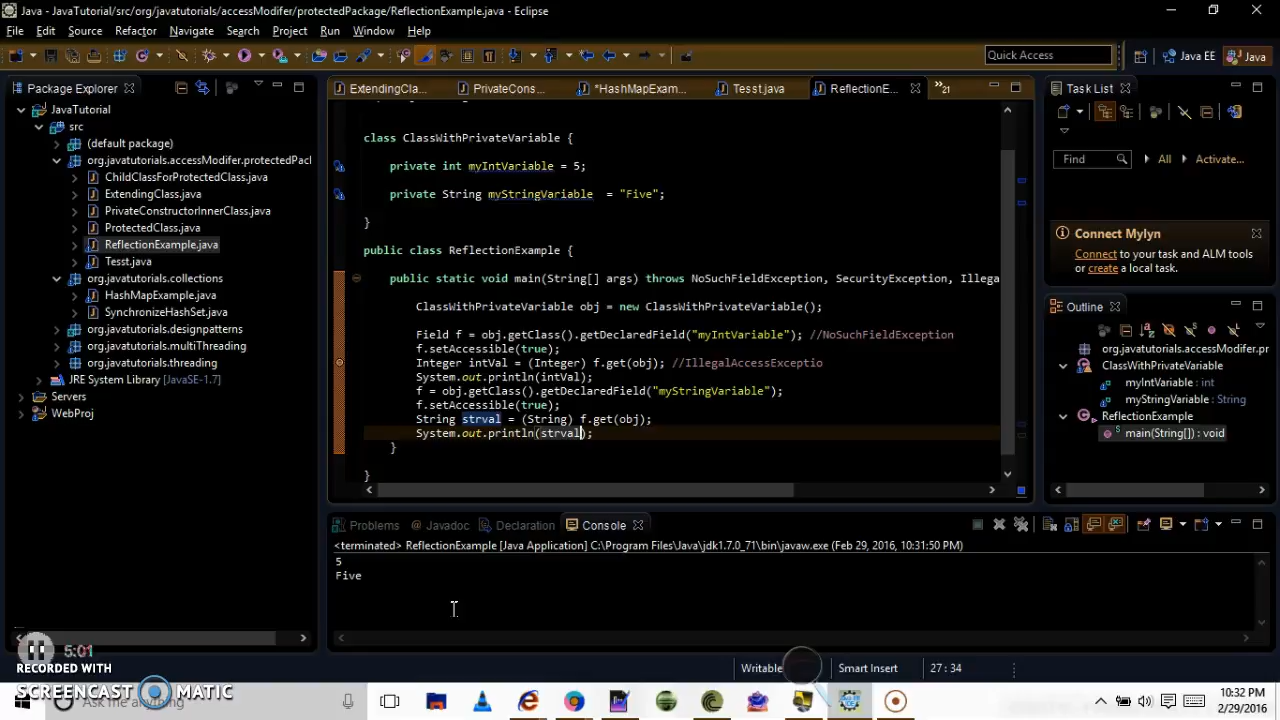 Java - JavaTutorial/src/org/javatutorials/accessModifer/protectedPackage/ReflectionExample.java - Eclipse
File Edit Source Refactor Navigate Search Project Run Window Help
Quick Access
Java EE
Java
Package Explorer
JavaTutorial
src
(default package)
org.javatutorials.accessModifer.protectedPacl
ChildClassForProtectedClass.java
ExtendingClass.java
PrivateConstructorInnerClass.java
ProtectedClass.java
ReflectionExample.java
Tesst.java
org.javatutorials.collections
HashMapExample.java
SynchronizeHashSet.java
org.javatutorials.designpatterns
org.javatutorials.multiThreading
org.javatutorials.threading
JRE System Library [JavaSE-1.7]
Servers
WebProj
ExtendingCla... PrivateCons... *HashMapExam... Tesst.java ReflectionE... »21
class ClassWithPrivateVariable {
private int myIntVariable = 5;
private String myStringVariable  = "Five";
}
public class ReflectionExample {
public static void main(String[] args) throws NoSuchFieldException, SecurityException, Illega
ClassWithPrivateVariable obj = new ClassWithPrivateVariable();
Field f = obj.getClass().getDeclaredField("myIntVariable"); //NoSuchFieldException
f.setAccessible(true);
Integer intVal = (Integer) f.get(obj); //IllegalAccessExceptio
System.out.println(intVal);
f = obj.getClass().getDeclaredField("myStringVariable");
f.setAccessible(true);
String strval = (String) f.get(obj);
System.out.println(strval);
}
}
Task List
Find
All
Activate...
Connect Mylyn
Connect to your task and ALM tools
or create a local task.
Outline
org.javatutorials.accessModifer.pr
ClassWithPrivateVariable
myIntVariable : int
myStringVariable : String
ReflectionExample
main(String[]) : void
Problems @ Javadoc Declaration Console
<terminated> ReflectionExample [Java Application] C:\Program Files\Java\jdk1.7.0_71\bin\javaw.exe (Feb 29, 2016, 10:31:50 PM)
5
Five
Writable
Smart Insert
27 : 34
5:01
RECORDED WITH
SCREENCAST MATIC
Ask me anything
10:32 PM
2/29/2016